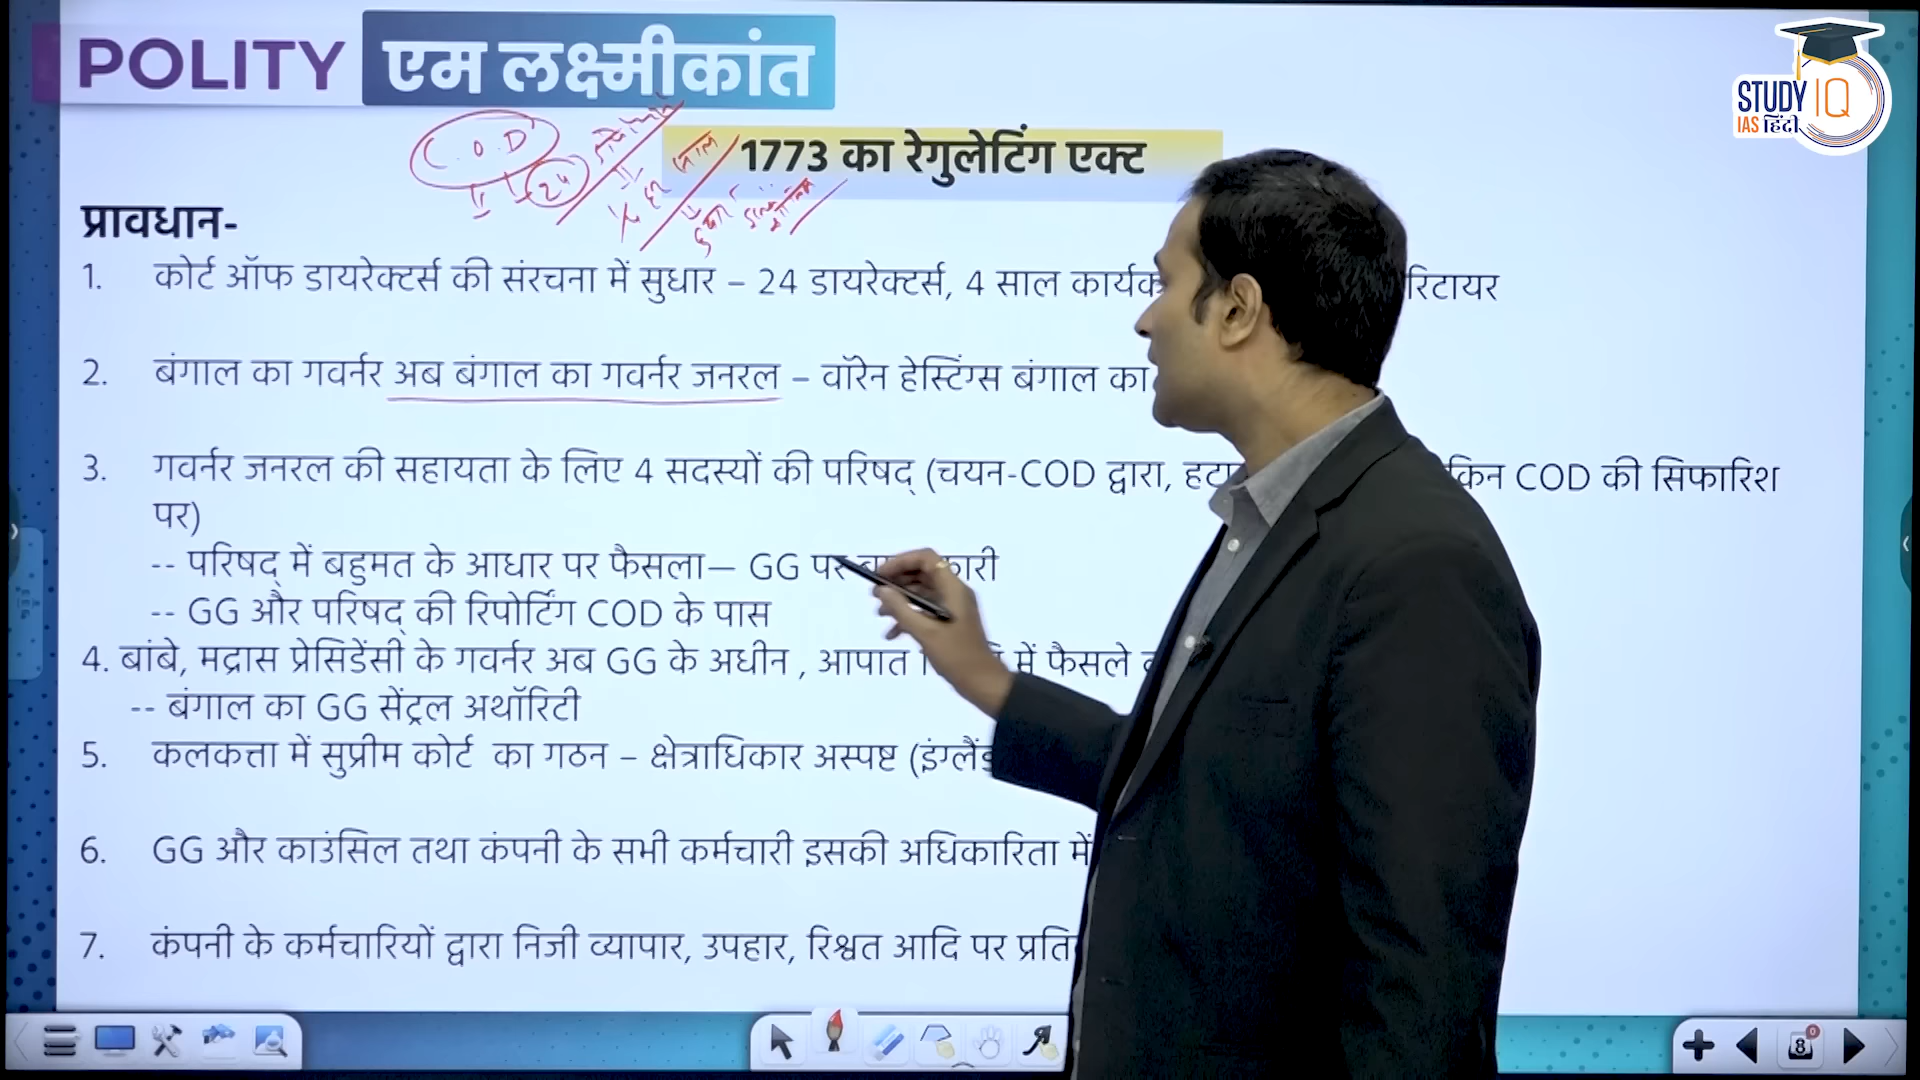 POLITY एम लक्ष्मीकांत
STUDY IQ
IAS हिंदी
C.O.D
24
साल
1773 का रेगुलेटिंग एक्ट
प्रावधान-
1. कोर्ट ऑफ डायरेक्टर्स की संरचना में सुधार – 24 डायरेक्टर्स, 4 साल रिटायर
2. बंगाल का गवर्नर अब बंगाल का गवर्नर जनरल – वॉरेन हेस्टिंग्स बंगाल का
3. गवर्नर जनरल की सहायता के लिए 4 सदस्यों की परिषद् (चयन-COD द्वारा, COD की सिफारिश
पर)
-- परिषद् में बहुमत के आधार पर फैसला– GG पर
-- GG और परिषद् की रिपोर्टिंग COD के पास
4. बांबे, मद्रास प्रेसिडेंसी के गवर्नर अब GG के अधीन , आपात में फैसले
-- बंगाल का GG सेंट्रल अथॉरिटी
5. कलकत्ता में सुप्रीम कोर्ट का गठन – क्षेत्राधिकार अस्पष्ट
6. GG और काउंसिल तथा कंपनी के सभी कर्मचारी इसकी अधिकारिता में
7. कंपनी के कर्मचारियों द्वारा निजी व्यापार, उपहार, रिश्वत आदि पर
8
0